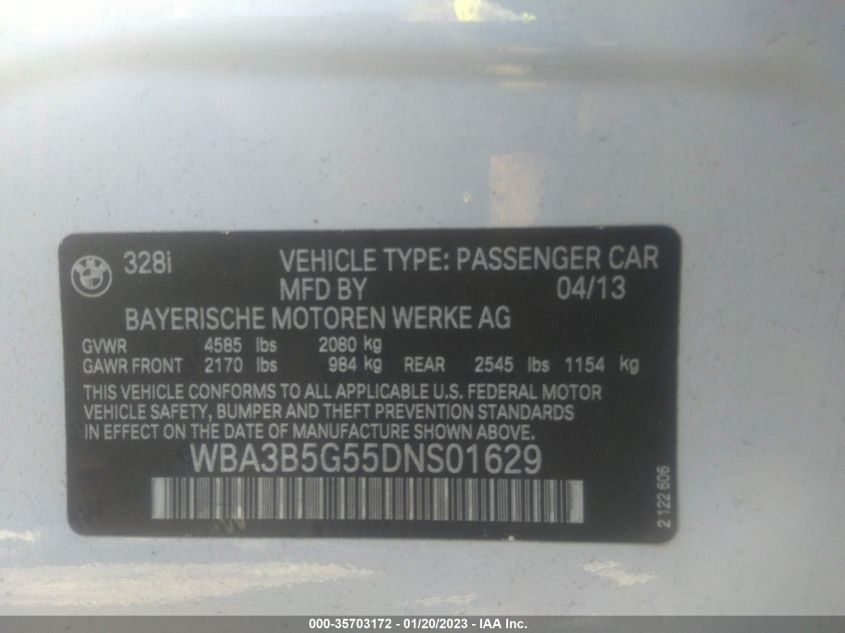 328i VEHICLE TYPE: PASSENGER CAR
MFD BY 04/13
BAYERISCHE MOTOREN WERKE AG
GVWR 4585 lbs 2080 kg
GAWR FRONT 2170 lbs 984 kg REAR 2545 lbs 1154 kg
THIS VEHICLE CONFORMS TO ALL APPLICABLE U.S. FEDERAL MOTOR
VEHICLE SAFETY, BUMPER AND THEFT PREVENTION STANDARDS
IN EFFECT ON THE DATE OF MANUFACTURE SHOWN ABOVE.
WBA3B5G55DNS01629
2 122 606
000-35703172 - 01/20/2023 - IAA Inc.